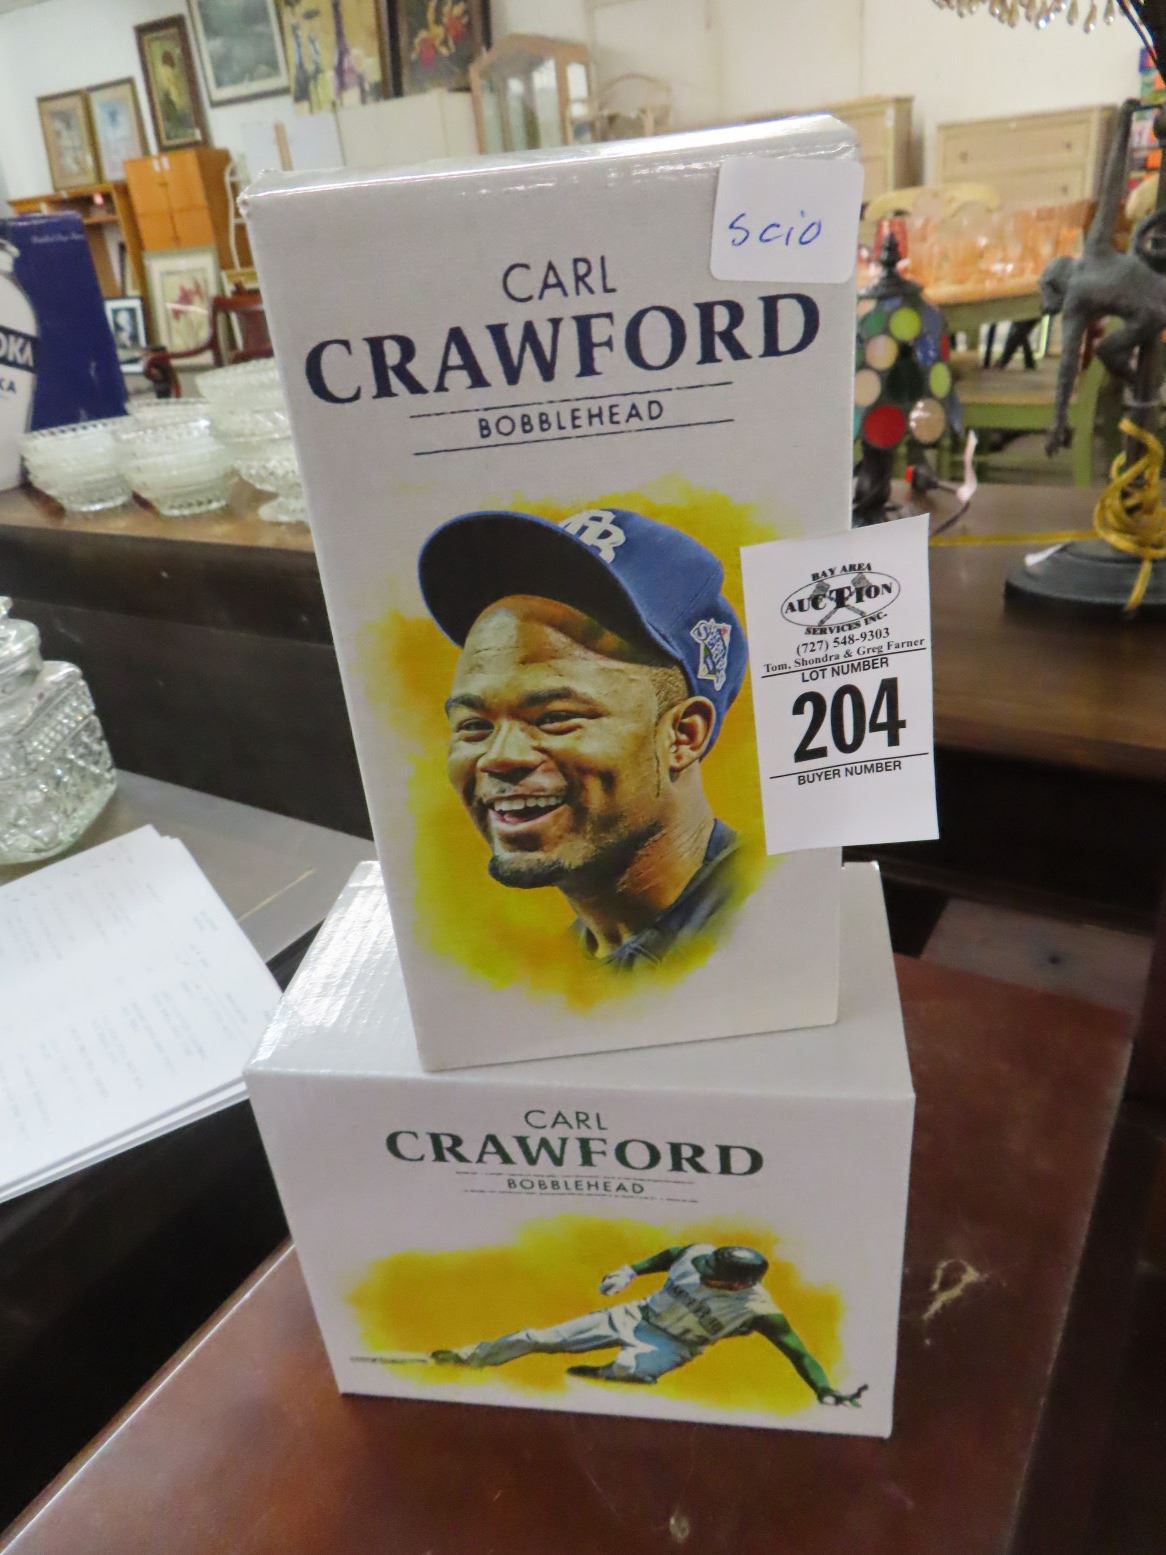 Scio
CARL
CRAWFORD
BOBBLEHEAD
TB
BAY AREA
AUCTION
SERVICES INC.
(727) 548-9303
Tom, Shondra & Greg Farner
LOT NUMBER
204
BUYER NUMBER
CARL
CRAWFORD
BOBBLEHEAD